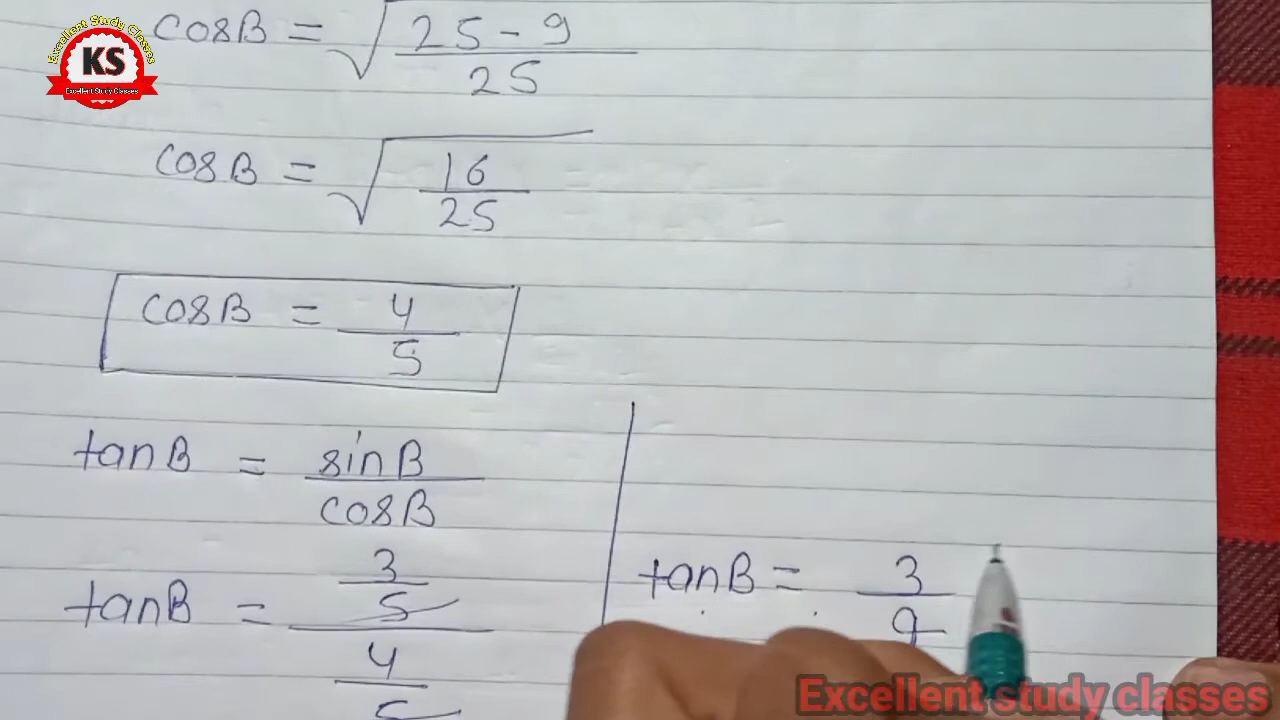 Excellent Study Classes
KS
Excellent Study Classes
cosB = √(25 - 9 / 25)
cosB = √(16 / 25)
cosB = 4 / 5
tanB = sinB / cosB
tanB = 3/5 / 4/5
tanB = 3 / 9
Excellent study classes